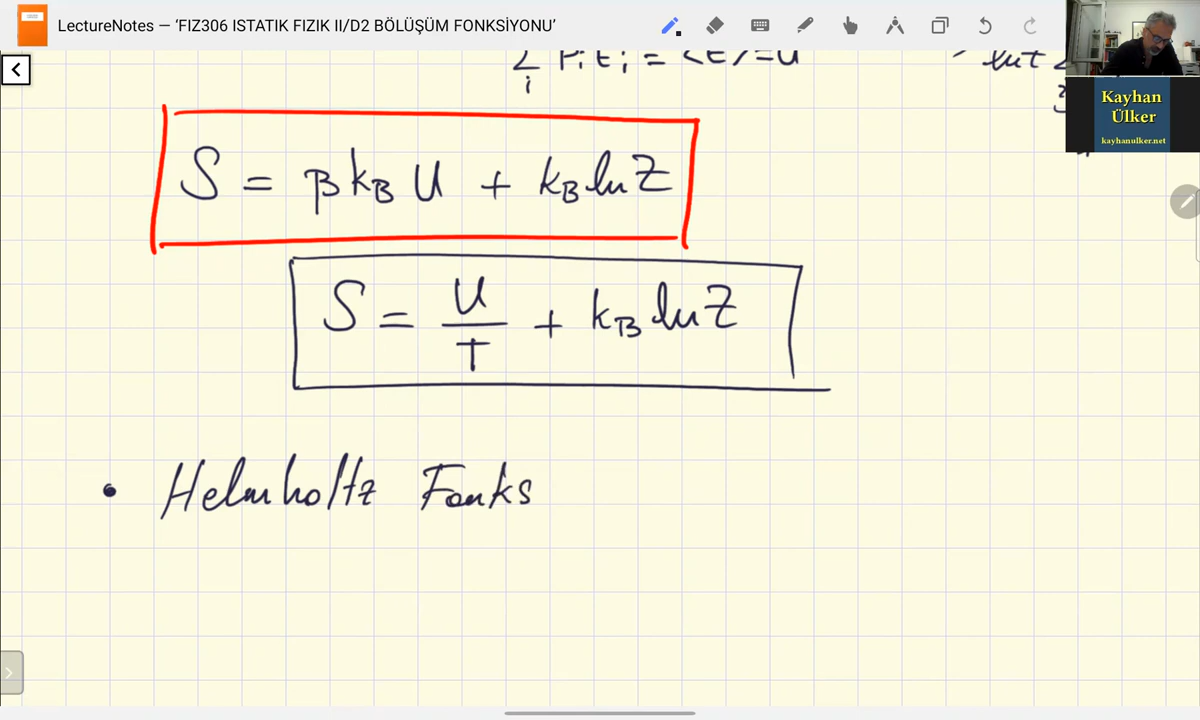 LectureNotes — ‘FIZ306 ISTATIK FIZIK II/D2 BÖLÜŞÜM FONKSİYONU’
Kayhan
Ülker
kayhanulker.net
∑ᵢ PᵢEᵢ = <E> = U
S = βk_B U + k_B ln Z
S = U/T + k_B ln Z
• Helmholtz Fonks